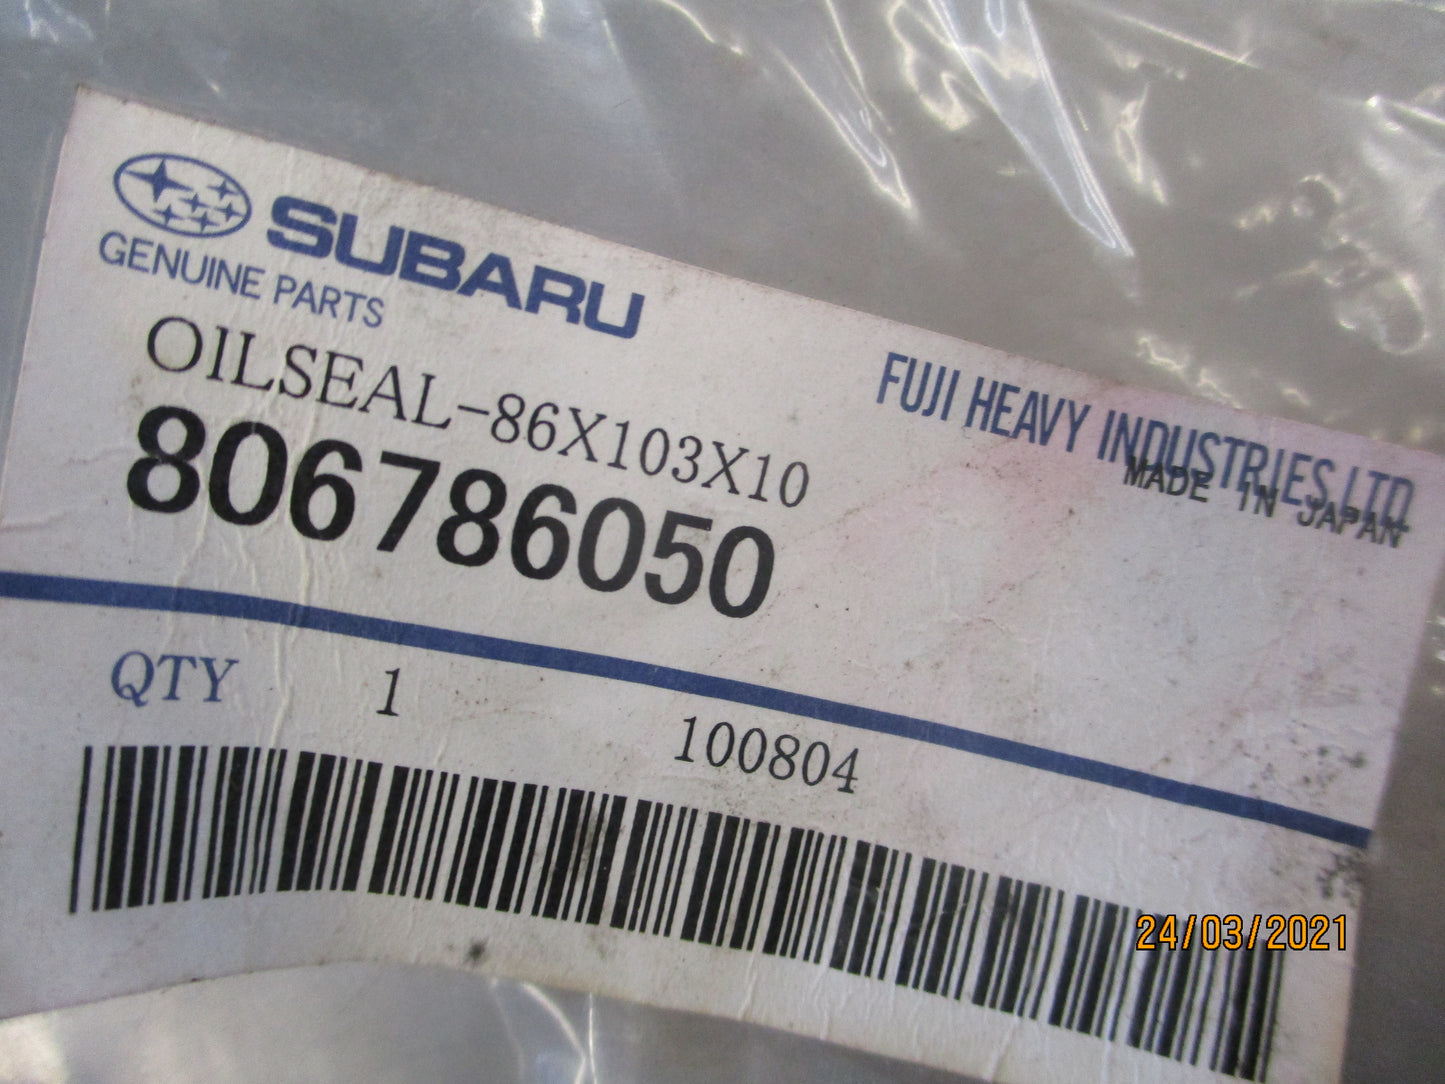 SUBARU
GENUINE PARTS
FUJI HEAVY INDUSTRIES LTD
MADE IN JAPAN
OILSEAL-86X103X10
806786050
QTY 1
100804
24/03/2021